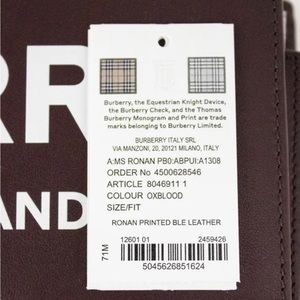 RR
AND
Burberry, the Equestrian Knight Device,
the Burberry Check, and the Thomas
Burberry Monogram and Print are trade
marks belonging to Burberry Limited.
BURBERRY ITALY SRL
VIA MANZONI, 20, 20121 MILANO, ITALY
A:MS RONAN PB0:ABPUI:A1308
ORDER No 4500628546
ARTICLE 8046911 1
COLOUR OXBLOOD
SIZE/FIT
RONAN PRINTED BLE LEATHER
71M
12601 01 2459426
5045626851624